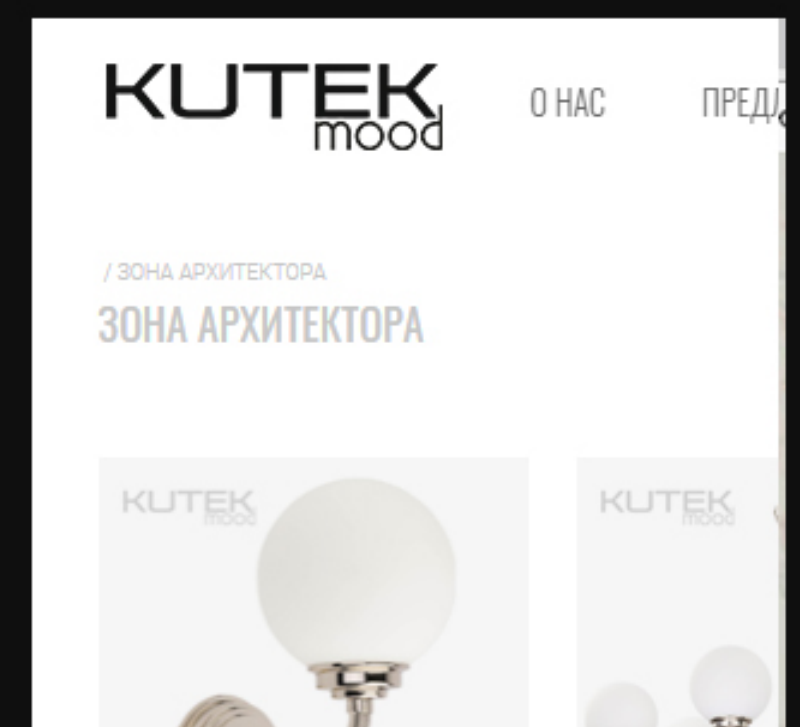 KUTEK
mood
О НАС
/ ЗОНА АРХИТЕКТОРА
ЗОНА АРХИТЕКТОРА
KUTEK
mood
KUTEK
mood